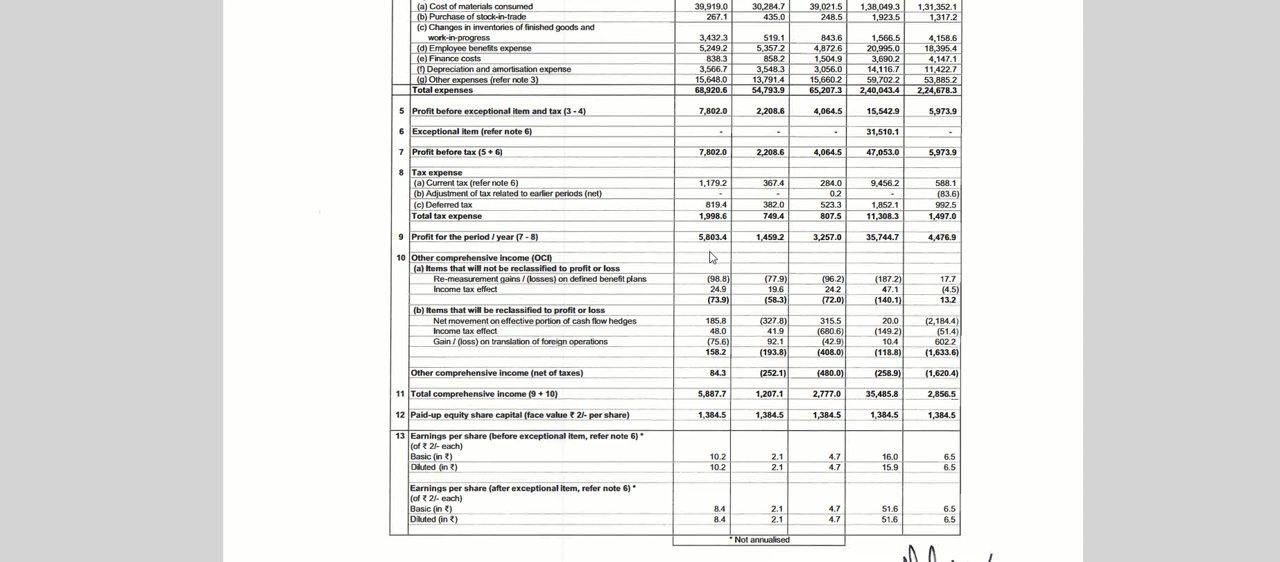 (a) Cost of materials consumed 39,919.0 30,284.7 39,021.5 1,38,049.3 1,31,352.1
(b) Purchase of stock-in-trade 267.1 435.0 248.5 1,923.5 1,317.2
(c) Changes in inventories of finished goods and
work-in-progress 3,432.3 519.1 843.6 1,566.5 4,158.6
(d) Employee benefits expense 5,249.2 5,357.2 4,872.6 20,995.0 18,395.4
(e) Finance costs 838.3 858.2 1,504.9 3,690.2 4,147.1
(f) Depreciation and amortisation expense 3,566.7 3,548.3 3,056.0 14,116.7 11,422.7
(g) Other expenses (refer note 3) 15,648.0 13,791.4 15,660.2 59,702.2 53,885.2
Total expenses 68,920.6 54,793.9 65,207.3 2,40,043.4 2,24,678.3
5 Profit before exceptional item and tax (3 - 4) 7,802.0 2,208.6 4,064.5 15,542.9 5,973.9
6 Exceptional item (refer note 6) - - - 31,510.1 -
7 Profit before tax (5 + 6) 7,802.0 2,208.6 4,064.5 47,053.0 5,973.9
8 Tax expense
(a) Current tax (refer note 6) 1,179.2 367.4 284.0 9,456.2 588.1
(b) Adjustment of tax related to earlier periods (net) - - 0.2 - (83.6)
(c) Deferred tax 819.4 382.0 523.3 1,852.1 992.5
Total tax expense 1,998.6 749.4 807.5 11,308.3 1,497.0
9 Profit for the period / year (7 - 8) 5,803.4 1,459.2 3,257.0 35,744.7 4,476.9
10 Other comprehensive income (OCI)
(a) Items that will not be reclassified to profit or loss
Re-measurement gains / (losses) on defined benefit plans (98.8) (77.9) (96.2) (187.2) 17.7
Income tax effect 24.9 19.6 24.2 47.1 (4.5)
(73.9) (58.3) (72.0) (140.1) 13.2
(b) Items that will be reclassified to profit or loss
Net movement on effective portion of cash flow hedges 185.8 (327.8) 315.5 20.0 (2,184.4)
Income tax effect 48.0 41.9 (680.6) (149.2) (51.4)
Gain / (loss) on translation of foreign operations (75.6) 92.1 (42.9) 10.4 602.2
158.2 (193.8) (408.0) (118.8) (1,633.6)
Other comprehensive income (net of taxes) 84.3 (252.1) (480.0) (258.9) (1,620.4)
11 Total comprehensive income (9 + 10) 5,887.7 1,207.1 2,777.0 35,485.8 2,856.5
12 Paid-up equity share capital (face value ₹ 2/- per share) 1,384.5 1,384.5 1,384.5 1,384.5 1,384.5
13 Earnings per share (before exceptional item, refer note 6) *
(of ₹ 2/- each)
Basic (in ₹) 10.2 2.1 4.7 16.0 6.5
Diluted (in ₹) 10.2 2.1 4.7 15.9 6.5
Earnings per share (after exceptional item, refer note 6) *
(of ₹ 2/- each)
Basic (in ₹) 8.4 2.1 4.7 51.6 6.5
Diluted (in ₹) 8.4 2.1 4.7 51.6 6.5
* Not annualised